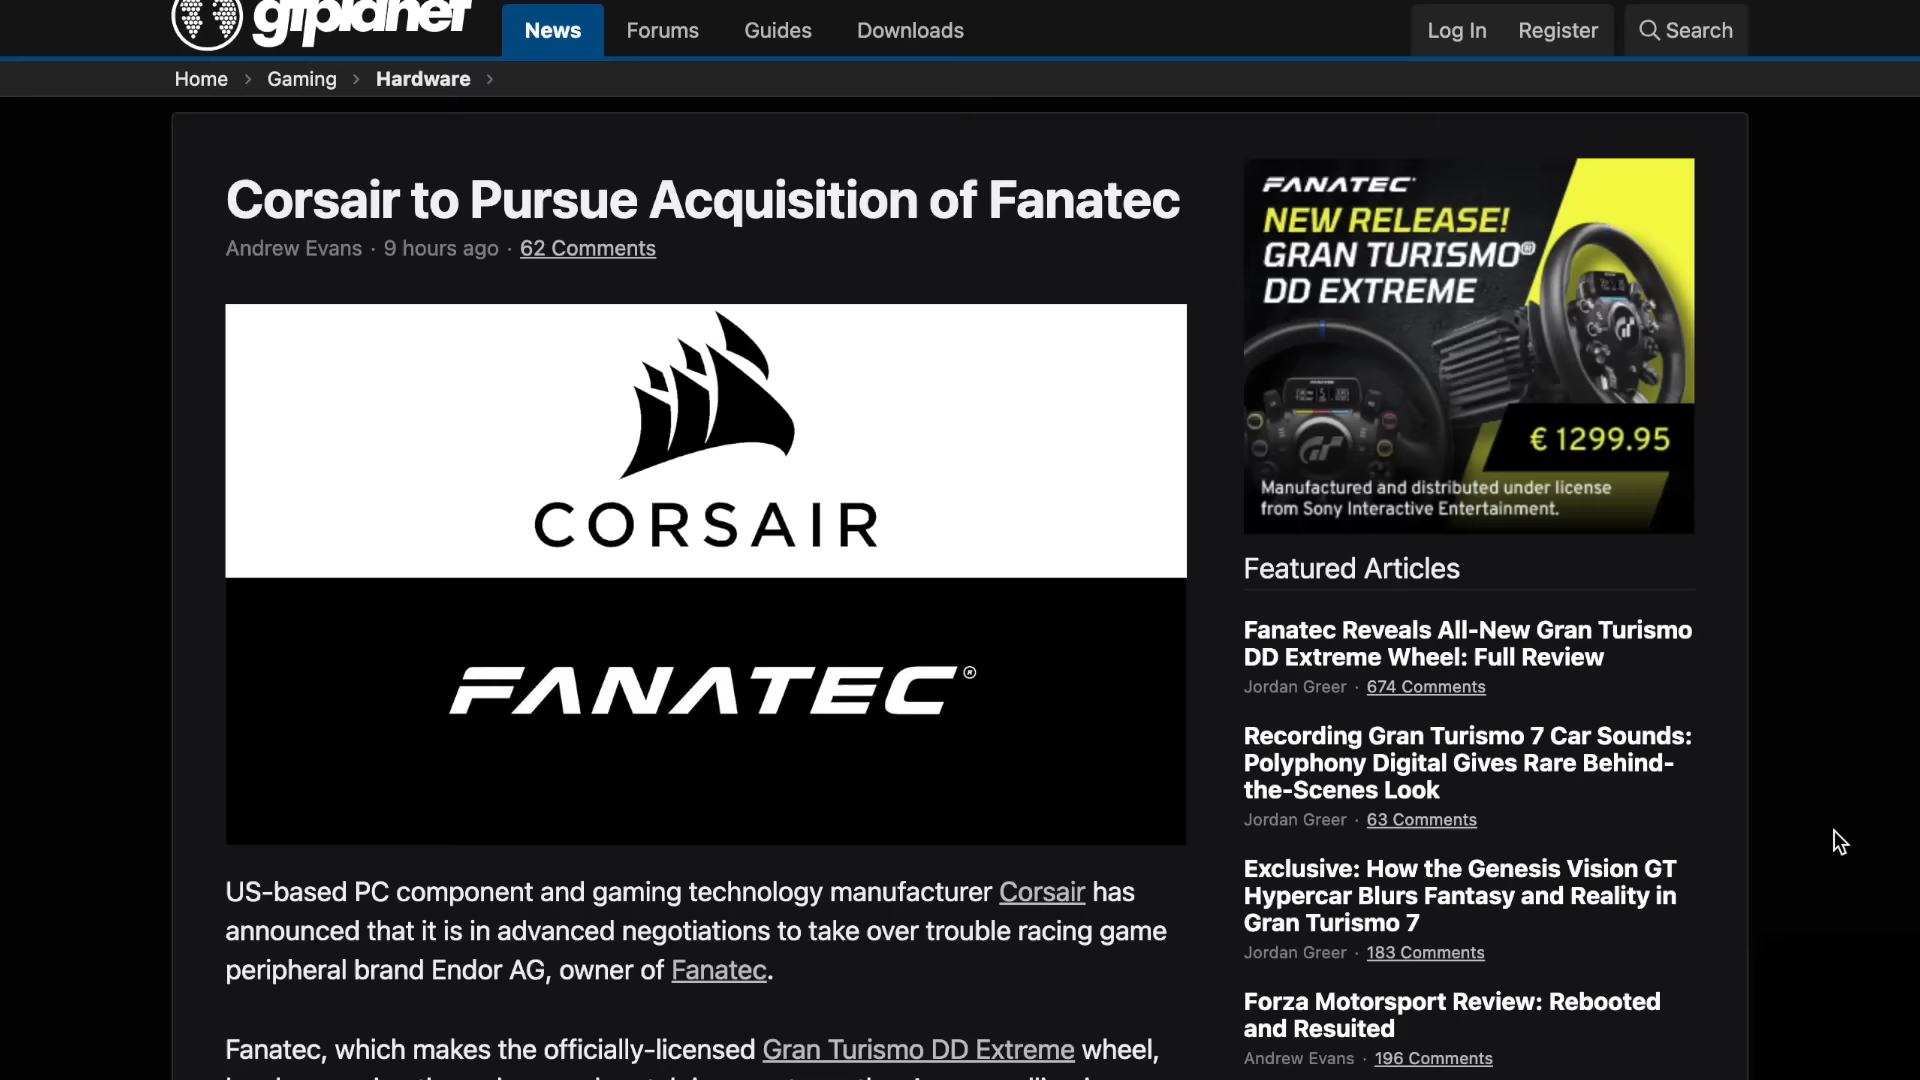 gtplanet
News
Forums
Guides
Downloads
Log In
Register
Search
Home > Gaming > Hardware >
Corsair to Pursue Acquisition of Fanatec
Andrew Evans · 9 hours ago · 62 Comments
CORSAIR
FANATEC®
US-based PC component and gaming technology manufacturer Corsair has
announced that it is in advanced negotiations to take over trouble racing game
peripheral brand Endor AG, owner of Fanatec.
Fanatec, which makes the officially-licensed Gran Turismo DD Extreme wheel,
FANATEC
NEW RELEASE!
GRAN TURISMO®
DD EXTREME
€ 1299.95
Manufactured and distributed under license
from Sony Interactive Entertainment.
Featured Articles
Fanatec Reveals All-New Gran Turismo
DD Extreme Wheel: Full Review
Jordan Greer · 674 Comments
Recording Gran Turismo 7 Car Sounds:
Polyphony Digital Gives Rare Behind-
the-Scenes Look
Jordan Greer · 63 Comments
Exclusive: How the Genesis Vision GT
Hypercar Blurs Fantasy and Reality in
Gran Turismo 7
Jordan Greer · 183 Comments
Forza Motorsport Review: Rebooted
and Resuited
Andrew Evans · 196 Comments